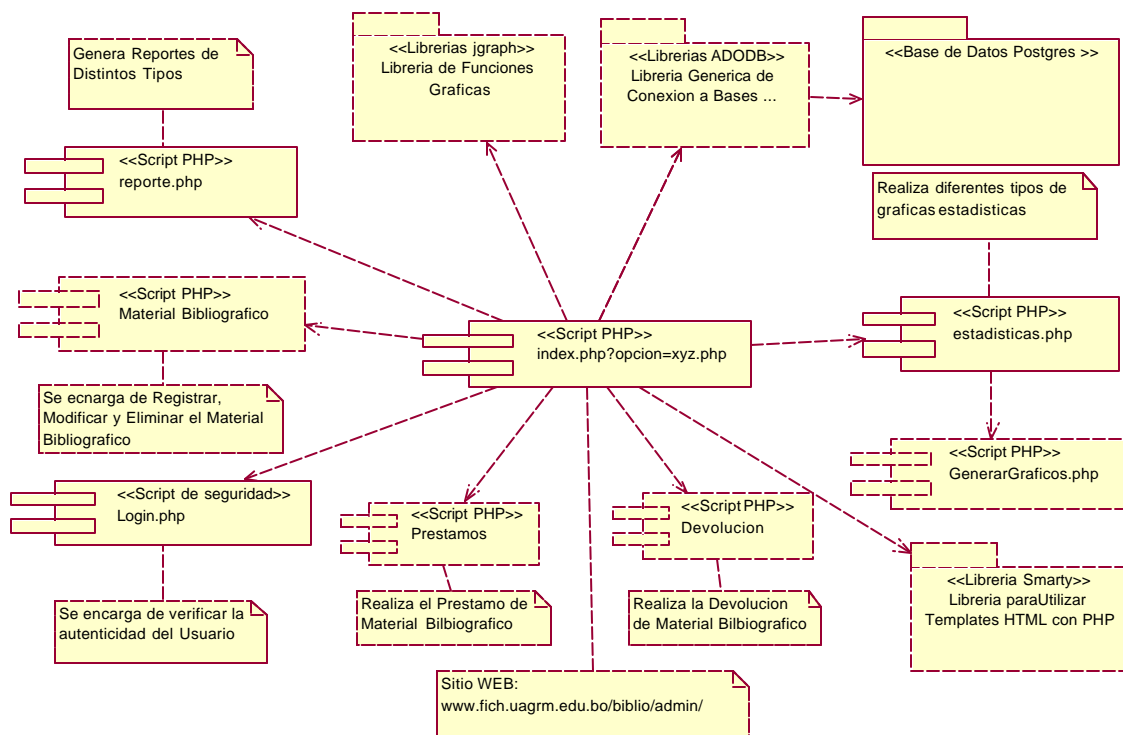 Genera Reportes de
Distintos Tipos
<<Librerias jgraph>>
Libreria de Funciones
Graficas
<<Librerias ADODB>>
Libreria Generica de
Conexion a Bases ...
<<Base de Datos Postgres >>
<<Script PHP>>
reporte.php
Realiza diferentes tipos de
graficas estadisticas
<<Script PHP>>
Material Bibliografico
<<Script PHP>>
index.php?opcion=xyz.php
<<Script PHP>>
estadisticas.php
Se ecnarga de Registrar,
Modificar y Eliminar el Material
Bibliografico
<<Script PHP>>
GenerarGraficos.php
<<Script de seguridad>>
Login.php
<<Script PHP>>
Prestamos
<<Script PHP>>
Devolucion
<<Libreria Smarty>>
Libreria paraUtilizar
Templates HTML con PHP
Se encarga de verificar la
autenticidad del Usuario
Realiza el Prestamo de
Material Bilbiografico
Realiza la Devolucion
de Material Bilbiografico
Sitio WEB:
www.fich.uagrm.edu.bo/biblio/admin/